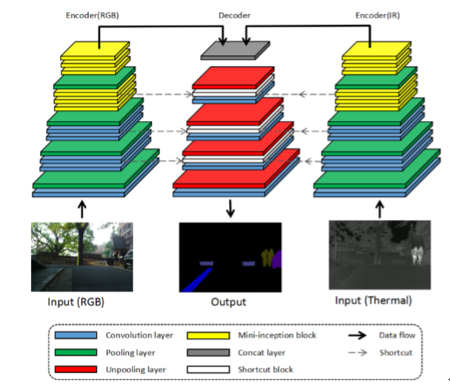 Encoder(RGB) Decoder Encoder(IR)
Input (RGB) Output Input (Thermal)
Convolution layer Mini-inception block Data flow
Pooling layer Concat layer Shortcut
Unpooling layer Shortcut block